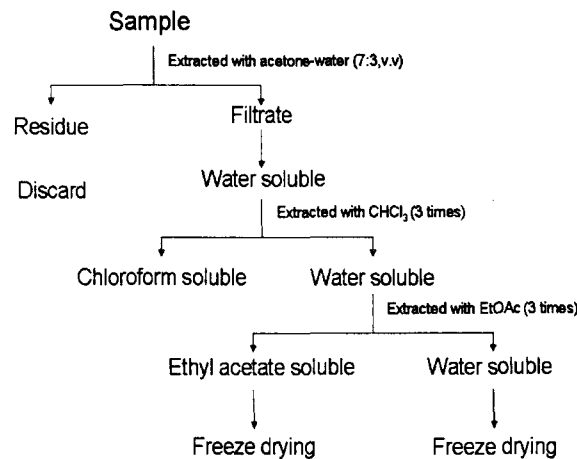 Sample
Extracted with acetone-water (7:3,v.v)
Residue
Filtrate
Discard
Water soluble
Extracted with CHCl₃ (3 times)
Chloroform soluble
Water soluble
Extracted with EtOAc (3 times)
Ethyl acetate soluble
Water soluble
Freeze drying
Freeze drying